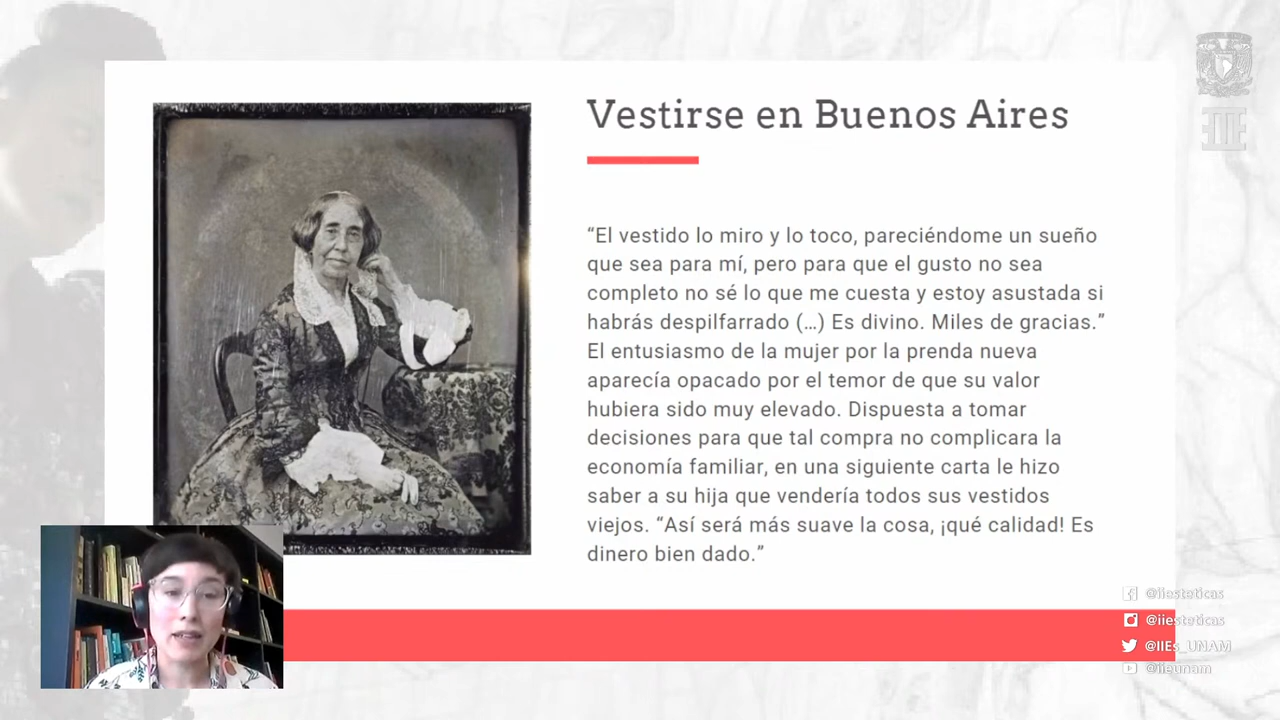 Vestirse en Buenos Aires
“El vestido lo miro y lo toco, pareciéndome un sueño
que sea para mí, pero para que el gusto no sea
completo no sé lo que me cuesta y estoy asustada si
habrás despilfarrado (...) Es divino. Miles de gracias.”
El entusiasmo de la mujer por la prenda nueva
aparecía opacado por el temor de que su valor
hubiera sido muy elevado. Dispuesta a tomar
decisiones para que tal compra no complicara la
economía familiar, en una siguiente carta le hizo
saber a su hija que vendería todos sus vestidos
viejos. “Así será más suave la cosa, ¡qué calidad! Es
dinero bien dado.”
@iiesteticas
@iiesteticas
@IIEs_UNAM
@iieunam